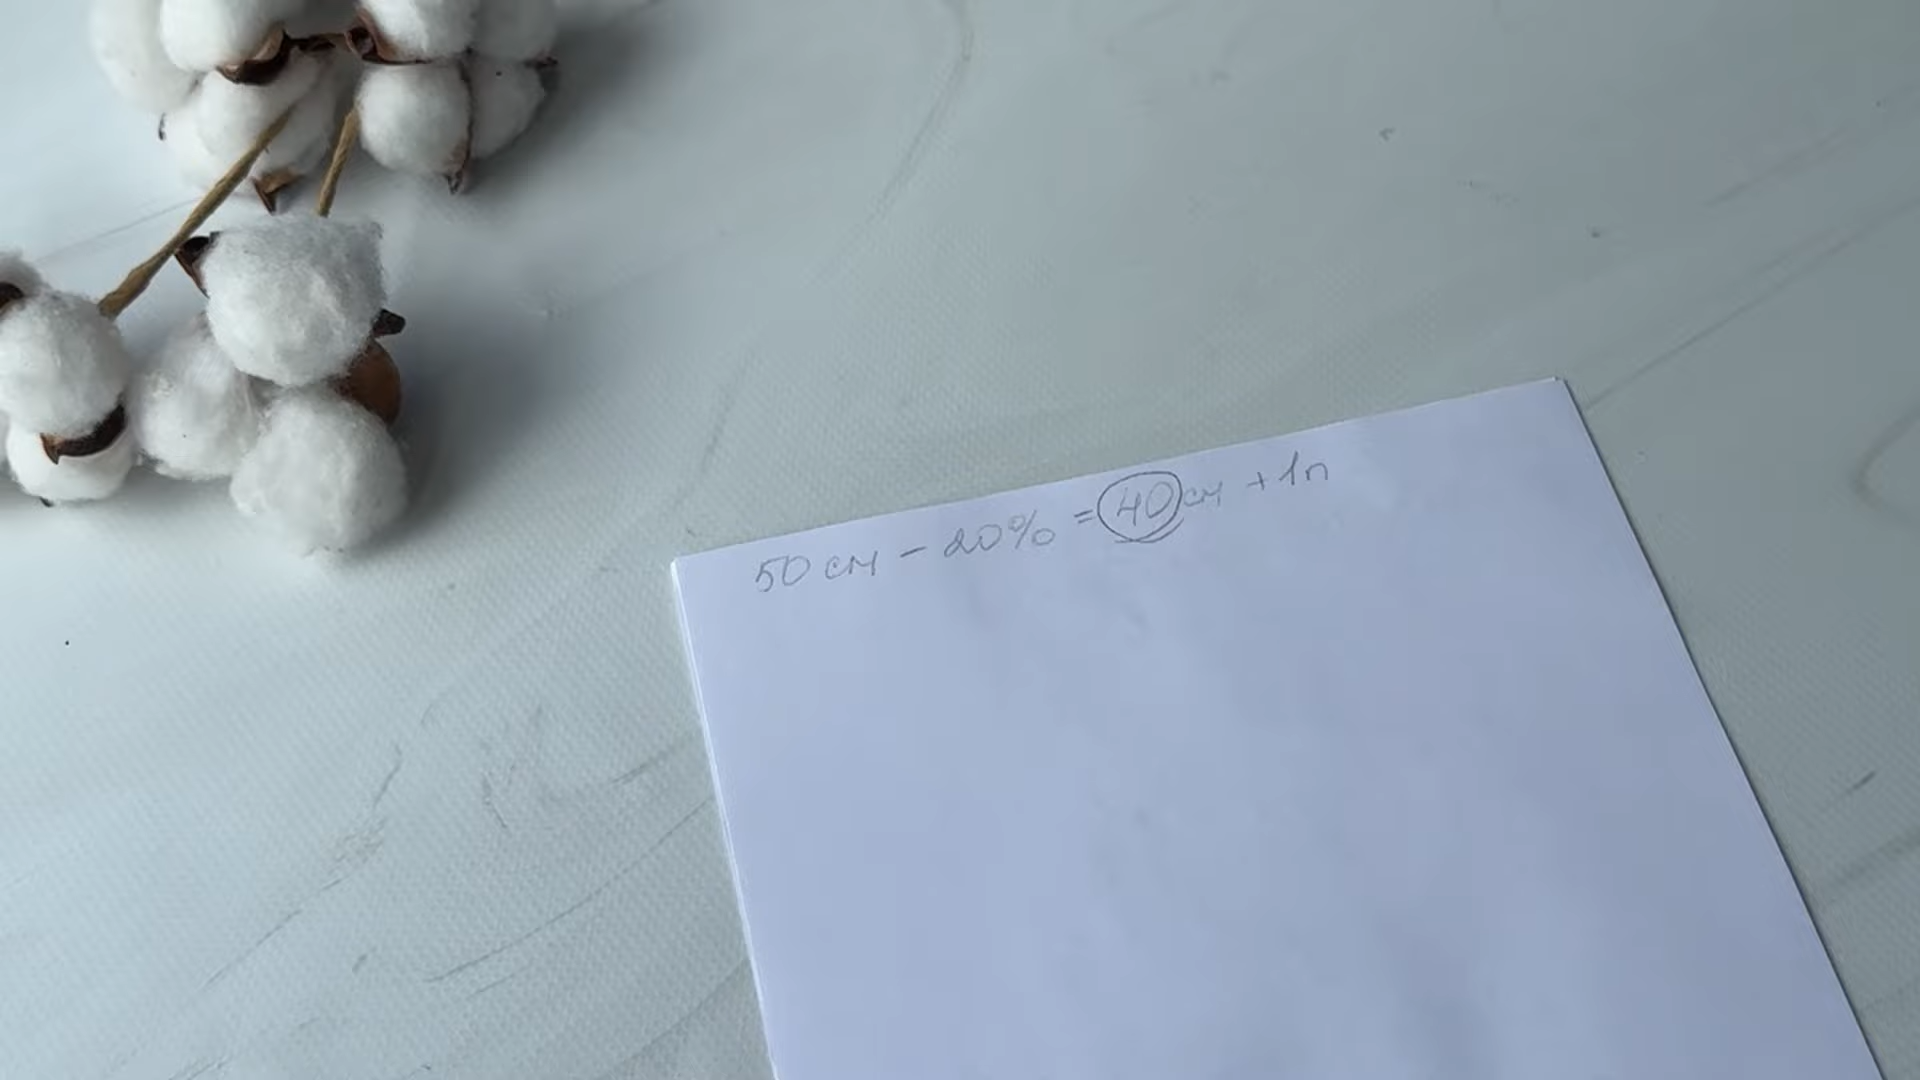 50 см - 20% = 40 см + 1п